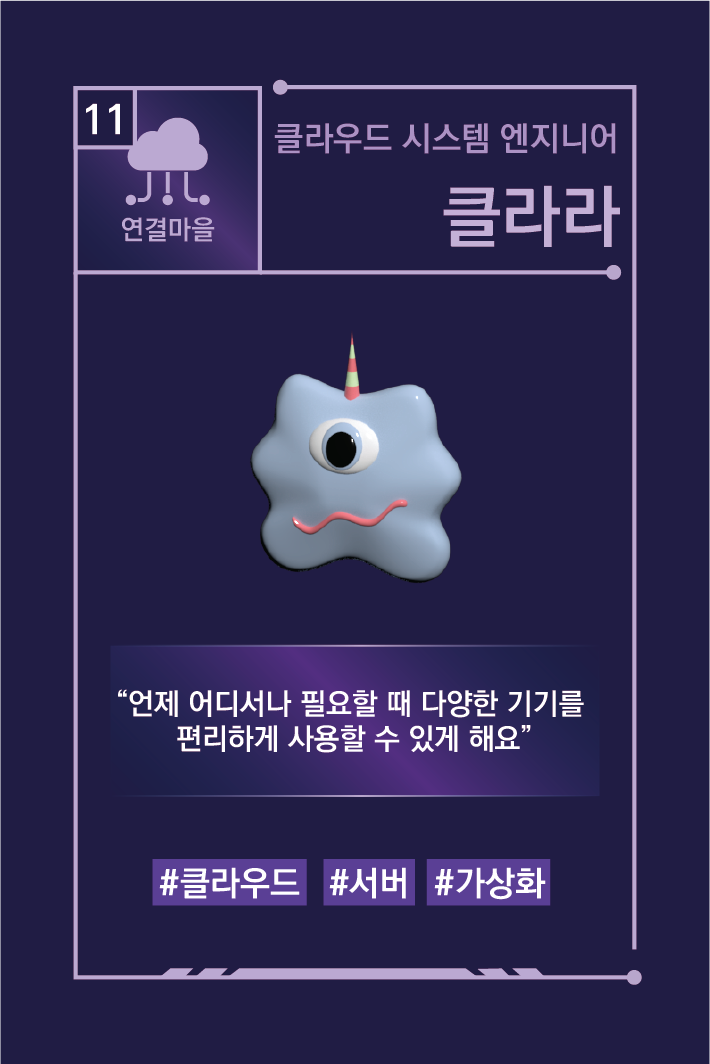 11
연결마을
클라우드 시스템 엔지니어
클라라
“언제 어디서나 필요할 때 다양한 기기를
편리하게 사용할 수 있게 해요”
#클라우드 #서버 #가상화